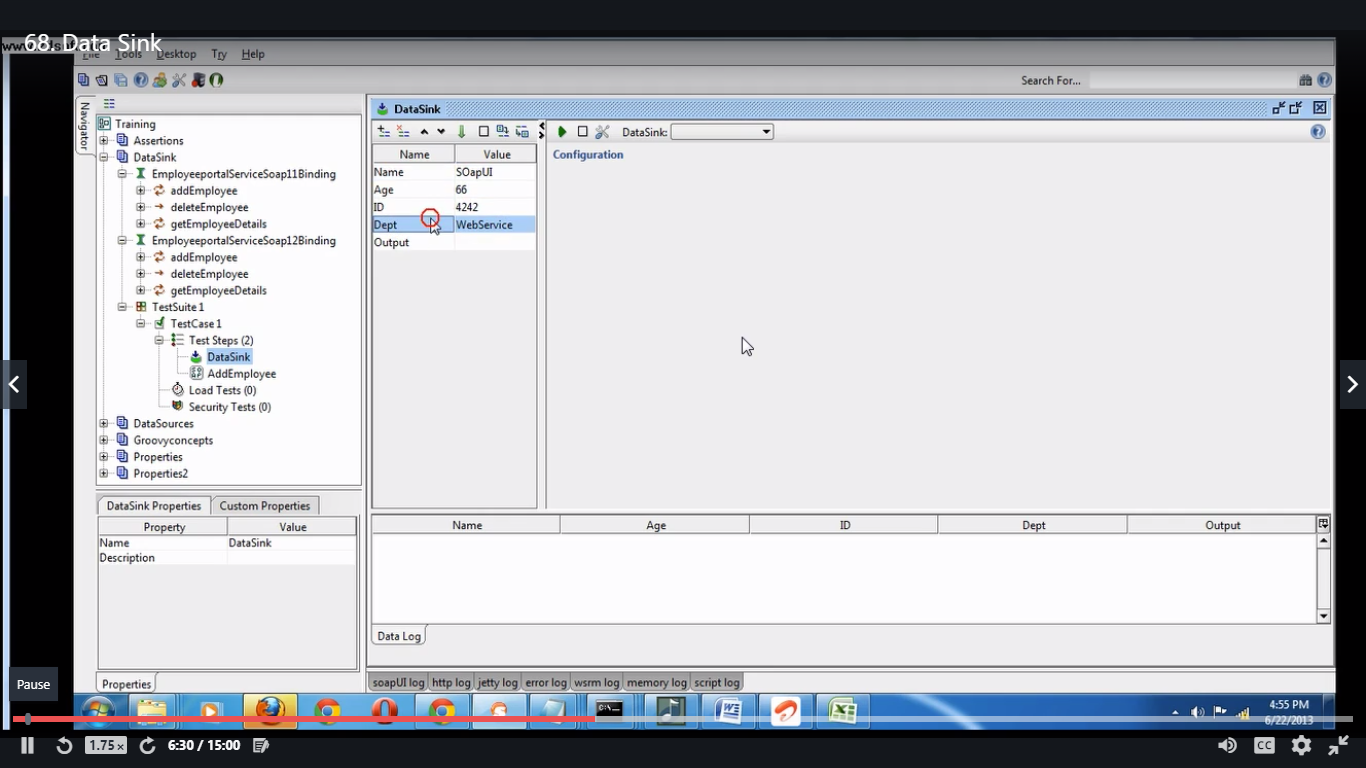 68. Data Sink
Tools Desktop Try Help
Search For...
Navigator
Training
Assertions
DataSink
EmployeeportalServiceSoap11Binding
addEmployee
deleteEmployee
getEmployeeDetails
EmployeeportalServiceSoap12Binding
addEmployee
deleteEmployee
getEmployeeDetails
TestSuite 1
TestCase 1
Test Steps (2)
DataSink
AddEmployee
Load Tests (0)
Security Tests (0)
DataSources
Groovyconcepts
Properties
Properties2
DataSink Properties Custom Properties
Property Value
Name DataSink
Description
Properties
DataSink
DataSink:
Name Value
Name SOapUI
Age 66
ID 4242
Dept WebService
Output
Configuration
Name Age ID Dept Output
Data Log
soapUI log http log jetty log error log wsrm log memory log script log
Pause
4:55 PM
6/22/2013
1.75 x 6:30 / 15:00
CC